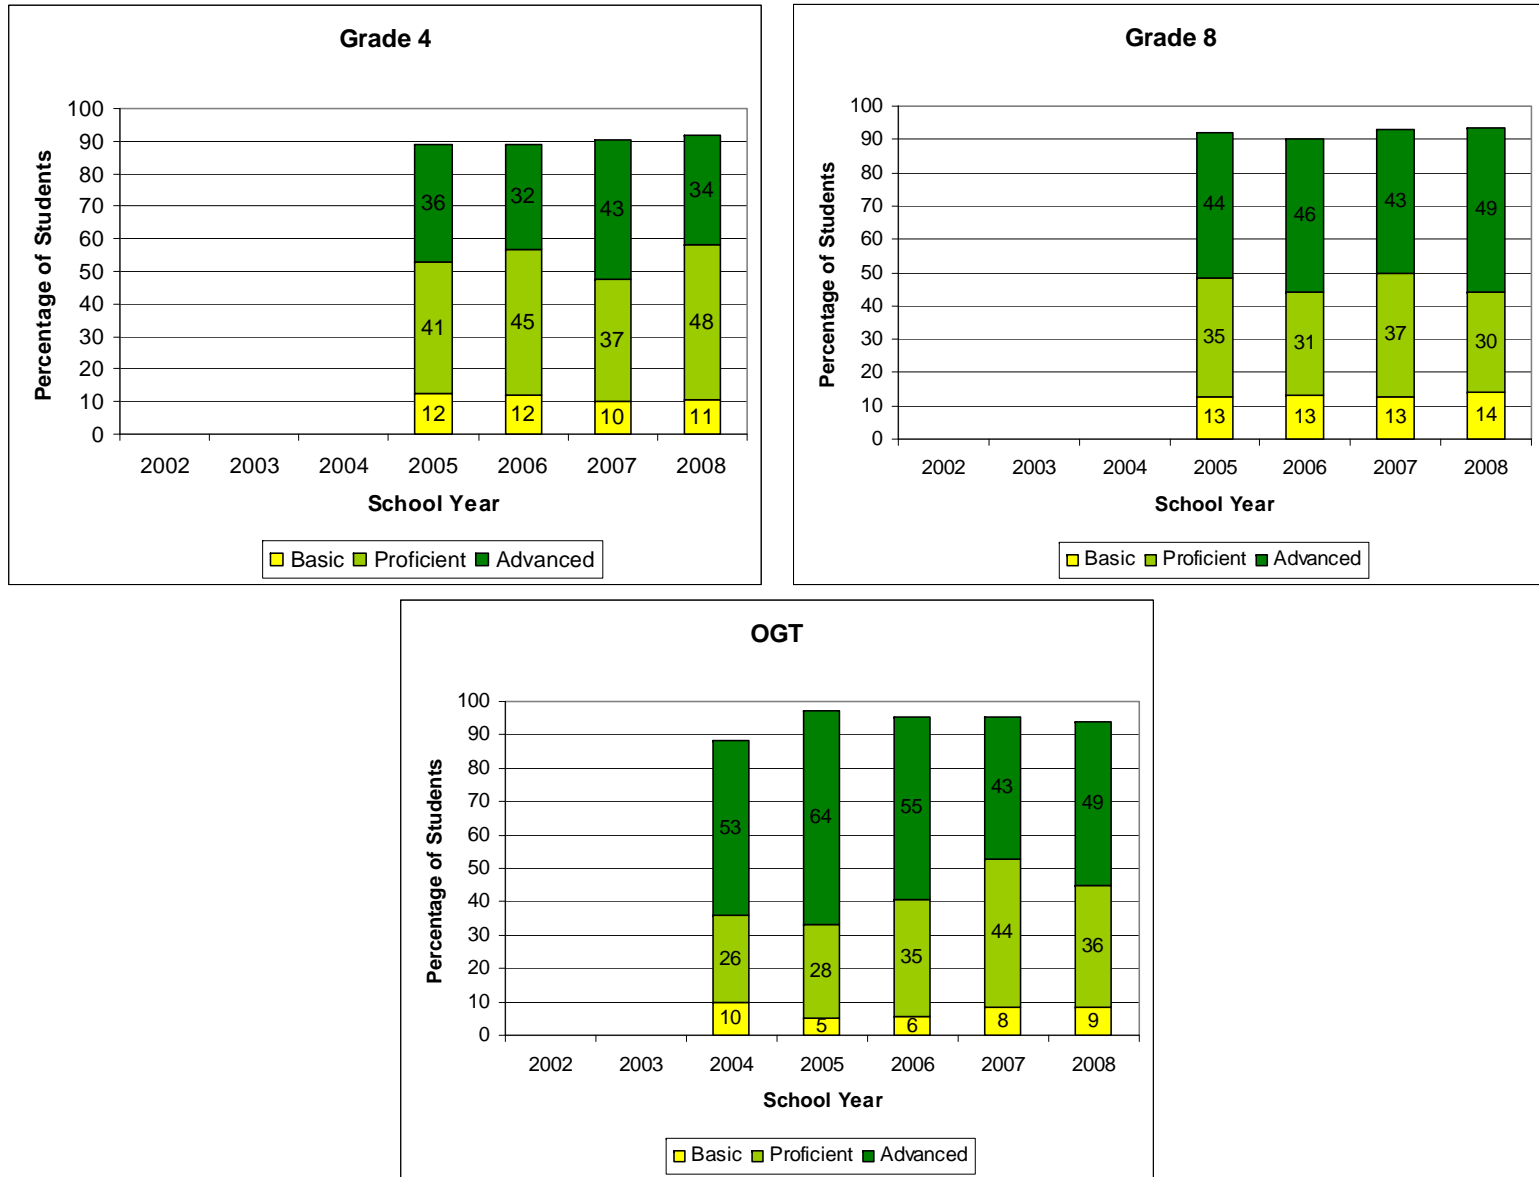 Grade 4
100
90
80
70
60
50
40
30
20
10
0
Percentage of Students
36 32 43 34
41 45 37 48
12 12 10 11
2002 2003 2004 2005 2006 2007 2008
School Year
Basic Proficient Advanced
Grade 8
100
90
80
70
60
50
40
30
20
10
0
Percentage of Students
44 46 43 49
35 31 37 30
13 13 13 14
2002 2003 2004 2005 2006 2007 2008
School Year
Basic Proficient Advanced
OGT
100
90
80
70
60
50
40
30
20
10
0
Percentage of Students
53 64 55 43 49
26 28 35 44 36
10 5 6 8 9
2002 2003 2004 2005 2006 2007 2008
School Year
Basic Proficient Advanced